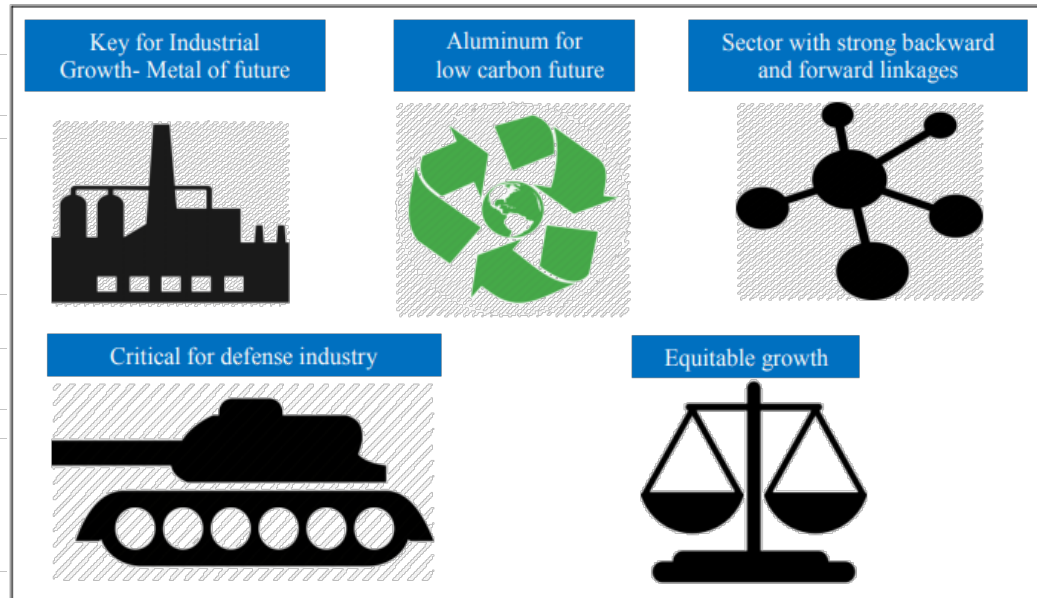 Key for Industrial
Growth- Metal of future
Aluminum for
low carbon future
Sector with strong backward
and forward linkages
Critical for defense industry
Equitable growth